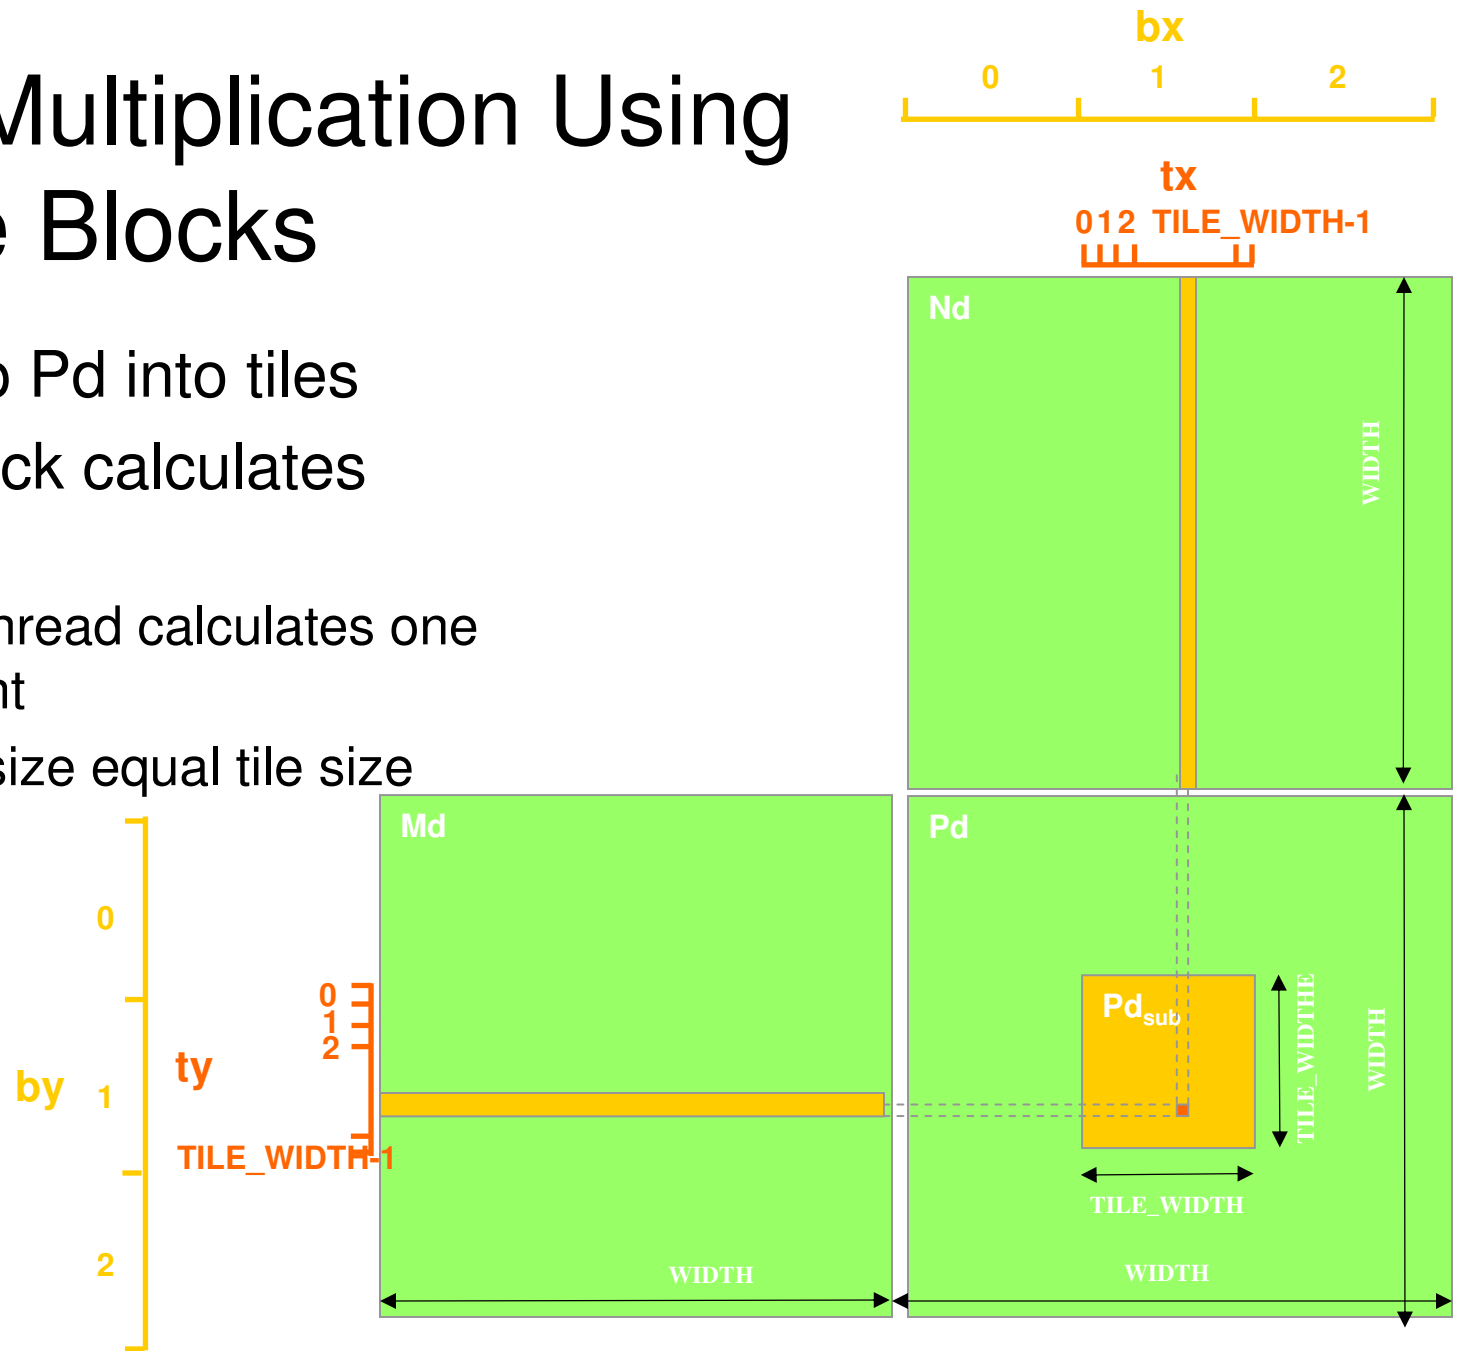 Multiplication Using
e Blocks
o Pd into tiles
ck calculates
hread calculates one
nt
size equal tile size
bx
0 1 2
tx
0 1 2 TILE_WIDTH-1
Nd
WIDTH
Md
Pd
by
0
1
2
ty
0
1
2
TILE_WIDTH-1
Pdsub
TILE_WIDTHE
WIDTH
TILE_WIDTH
WIDTH
WIDTH